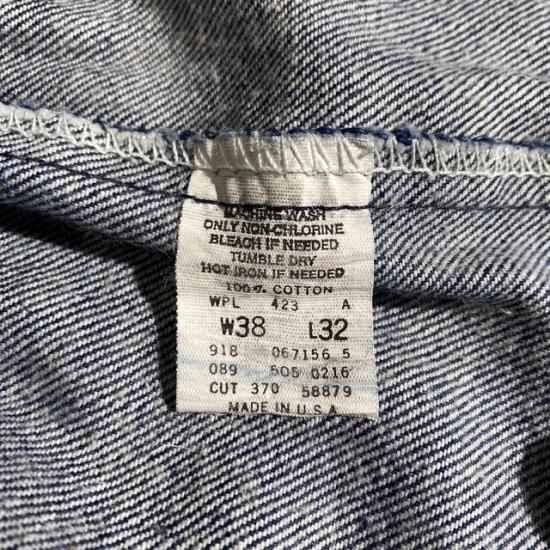 MACHINE WASH
ONLY NON-CHLORINE
BLEACH IF NEEDED
TUMBLE DRY
HOT IRON IF NEEDED
100% COTTON
WPL 423 A
W38 L32
918 067156 5
089 505 0216
CUT 370 58879
MADE IN U.S.A